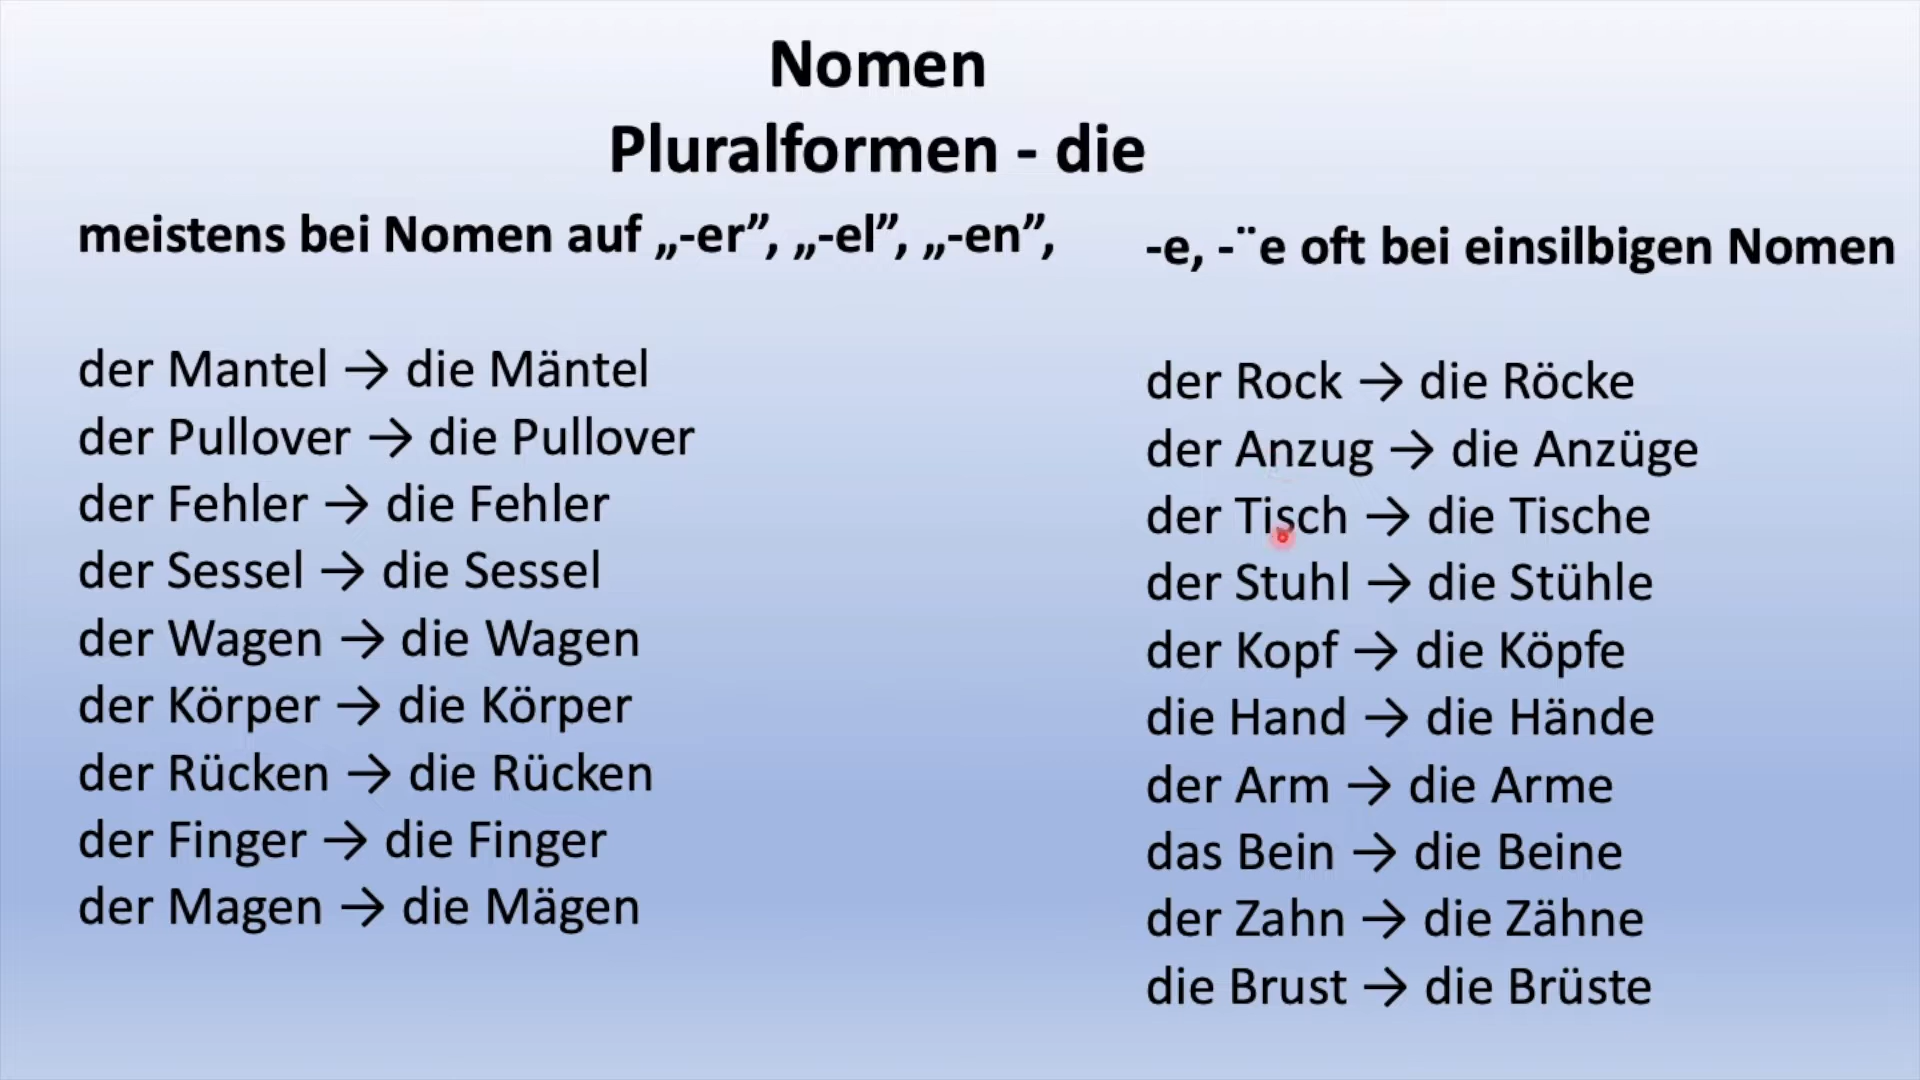 Nomen
Pluralformen - die
meistens bei Nomen auf „-er”, „-el”, „-en”,
der Mantel → die Mäntel
der Pullover → die Pullover
der Fehler → die Fehler
der Sessel → die Sessel
der Wagen → die Wagen
der Körper → die Körper
der Rücken → die Rücken
der Finger → die Finger
der Magen → die Mägen
-e, -¨e oft bei einsilbigen Nomen
der Rock → die Röcke
der Anzug → die Anzüge
der Tisch → die Tische
der Stuhl → die Stühle
der Kopf → die Köpfe
die Hand → die Hände
der Arm → die Arme
das Bein → die Beine
der Zahn → die Zähne
die Brust → die Brüste